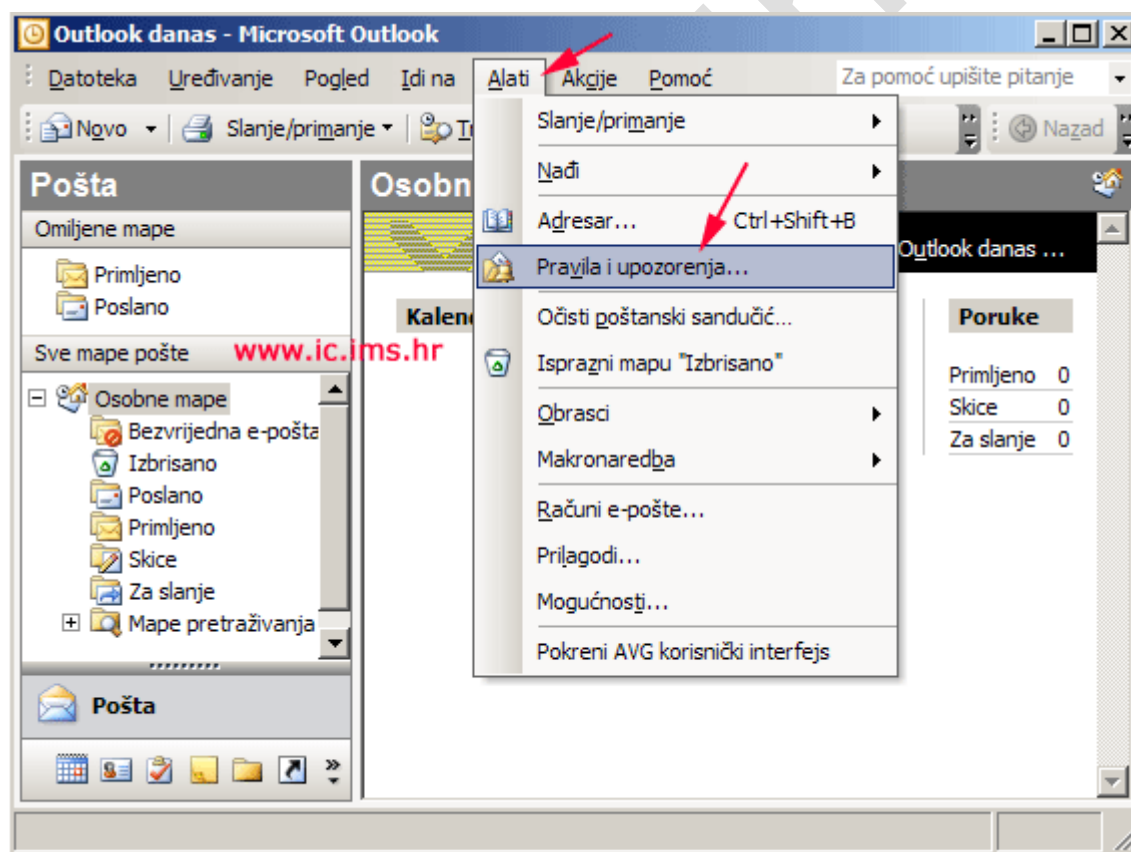 Outlook danas - Microsoft Outlook
Datoteka Uređivanje Pogled Idi na Alati Akcije Pomoć Za pomoć upišite pitanje
Novo Slanje/primanje Nazad
Pošta
Omiljene mape
Primljeno
Poslano
Sve mape pošte
www.ic.ims.hr
Osobne mape
Bezvrijedna e-pošta
Izbrisano
Poslano
Primljeno
Skice
Za slanje
Mape pretraživanja
Pošta
Slanje/primanje
Nađi
Adresar... Ctrl+Shift+B
Pravila i upozorenja...
Očisti poštanski sandučić...
Isprazni mapu "Izbrisano"
Obrasci
Makronaredba
Računi e-pošte...
Prilagodi...
Mogućnosti...
Pokreni AVG korisnički interfejs
Osobn
Outlook danas ...
Kalen
Poruke
Primljeno 0
Skice 0
Za slanje 0